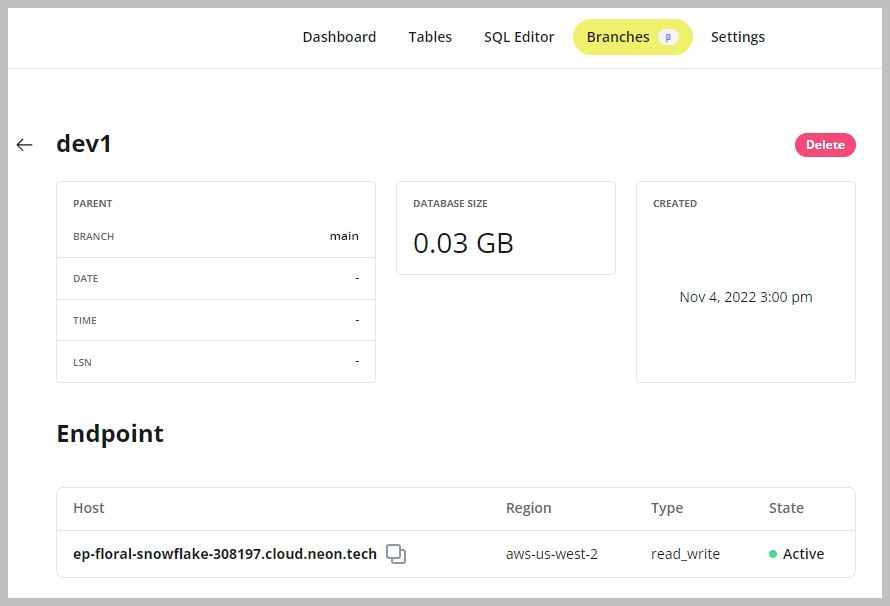 Dashboard Tables SQL Editor Branches β Settings
dev1 Delete
PARENT
BRANCH main
DATE -
TIME -
LSN -
DATABASE SIZE
0.03 GB
CREATED
Nov 4, 2022 3:00 pm
Endpoint
Host Region Type State
ep-floral-snowflake-308197.cloud.neon.tech aws-us-west-2 read_write Active